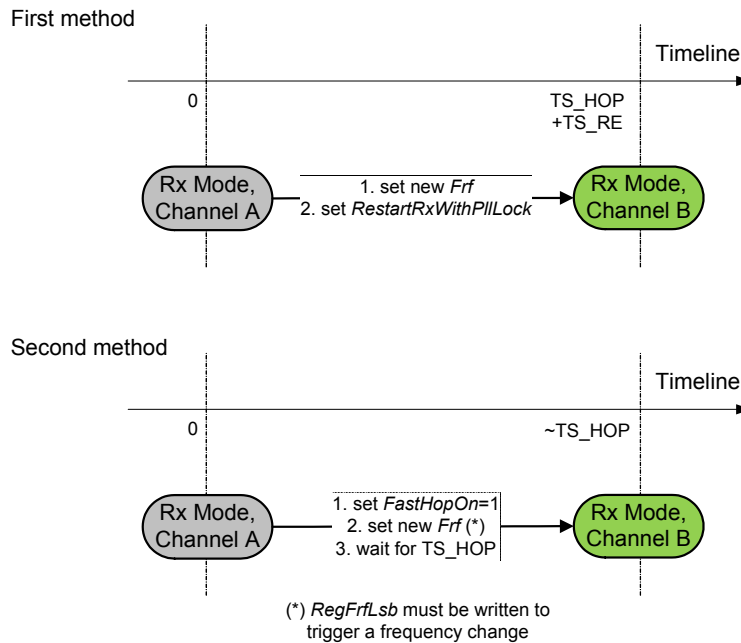 First method
Timeline
0
TS_HOP
+TS_RE
Rx Mode,
Channel A
1. set new Frf
2. set RestartRxWithPllLock
Rx Mode,
Channel B
Second method
Timeline
0
~TS_HOP
Rx Mode,
Channel A
1. set FastHopOn=1
2. set new Frf (*)
3. wait for TS_HOP
Rx Mode,
Channel B
(*) RegFrfLsb must be written to
trigger a frequency change